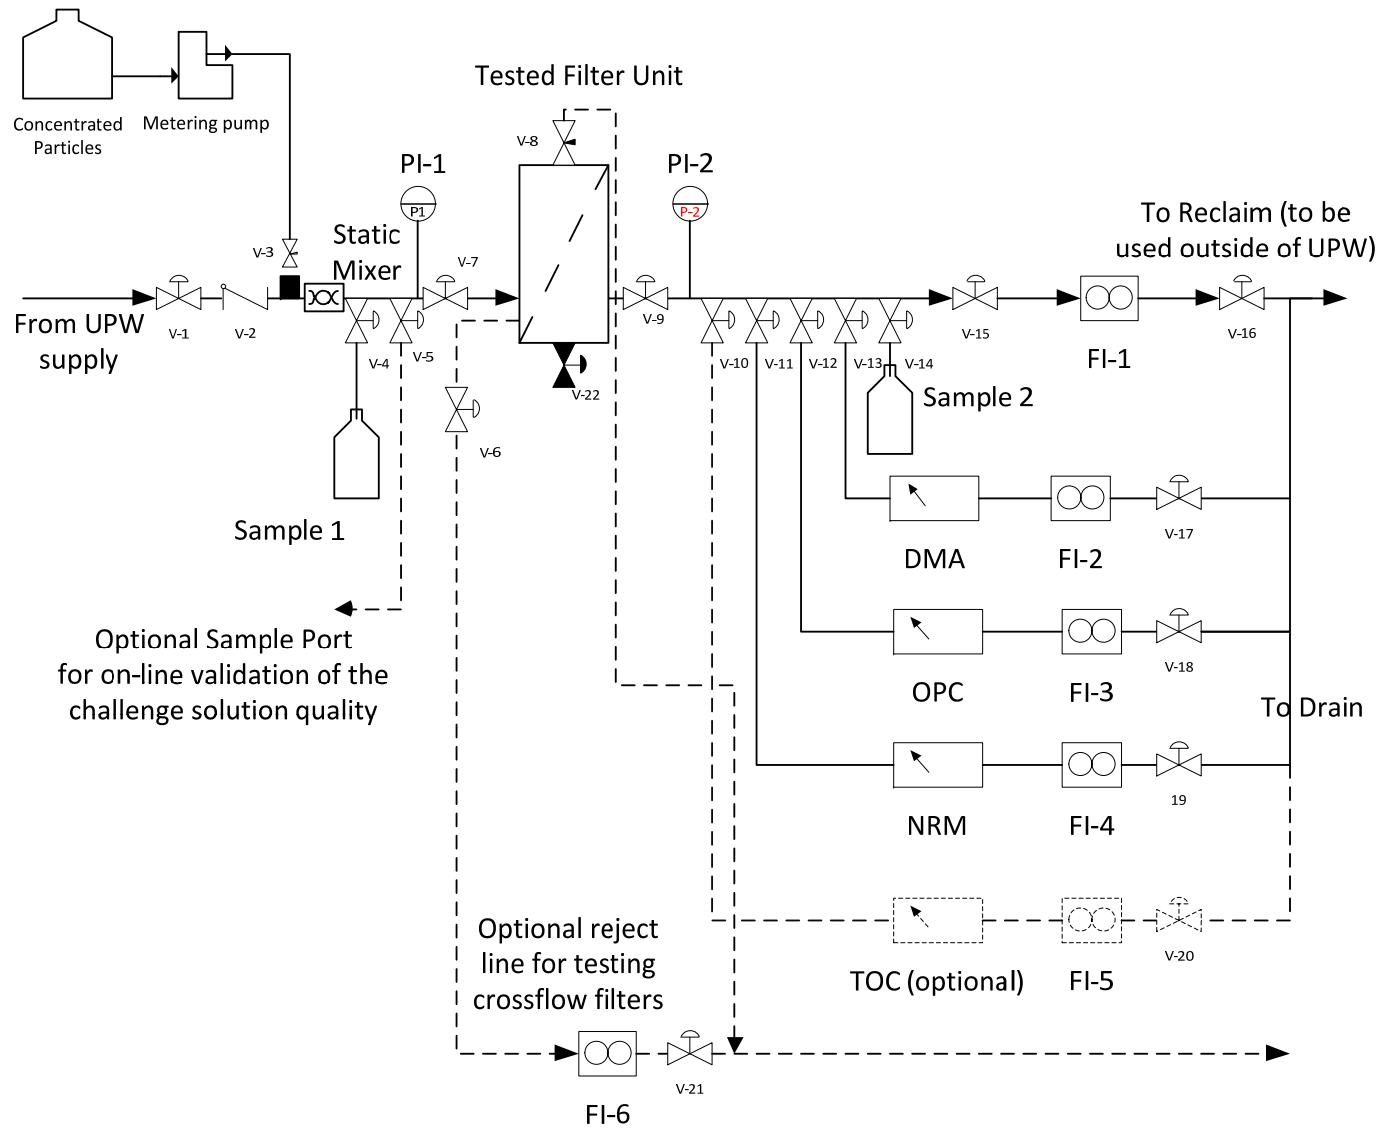 Tested Filter Unit
Concentrated
Particles
Metering pump
V-8
PI-1
P1
PI-2
P-2
V-3
Static
Mixer
V-7
To Reclaim (to be
used outside of UPW)
From UPW
supply
V-1
V-2
V-4
V-5
V-9
V-10
V-11
V-12
V-13
V-14
V-15
FI-1
V-16
V-22
V-6
Sample 2
Sample 1
DMA
FI-2
V-17
Optional Sample Port
for on-line validation of the
challenge solution quality
OPC
FI-3
V-18
To Drain
NRM
FI-4
19
Optional reject
line for testing
crossflow filters
TOC (optional)
FI-5
V-20
FI-6
V-21